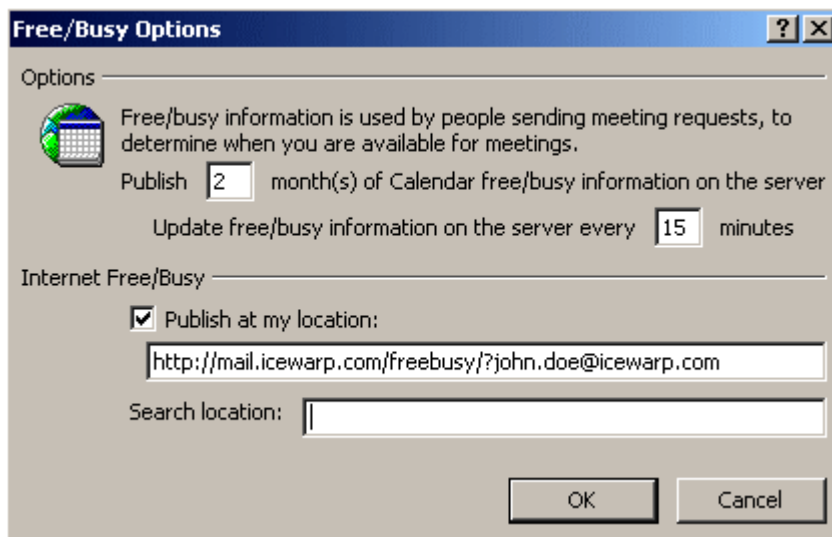 Free/Busy Options
Options
Free/busy information is used by people sending meeting requests, to
determine when you are available for meetings.
Publish 2 month(s) of Calendar free/busy information on the server
Update free/busy information on the server every 15 minutes
Internet Free/Busy
Publish at my location:
http://mail.icewarp.com/freebusy/?john.doe@icewarp.com
Search location:
OK Cancel